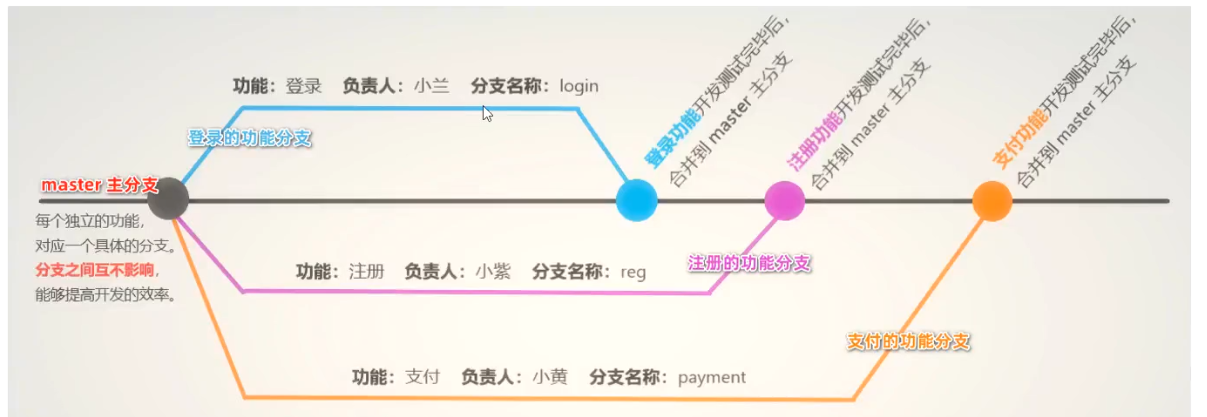 功能：登录 负责人：小兰 分支名称：login
登录的功能分支
master 主分支
每个独立的功能，
对应一个具体的分支。
分支之间互不影响，
能够提高开发的效率。
登录功能开发测试完毕后，
合并到 master 主分支
注册功能开发测试完毕后，
合并到 master 主分支
支付功能开发测试完毕后，
合并到 master 主分支
功能：注册 负责人：小紫 分支名称：reg
注册的功能分支
支付的功能分支
功能：支付 负责人：小黄 分支名称：payment